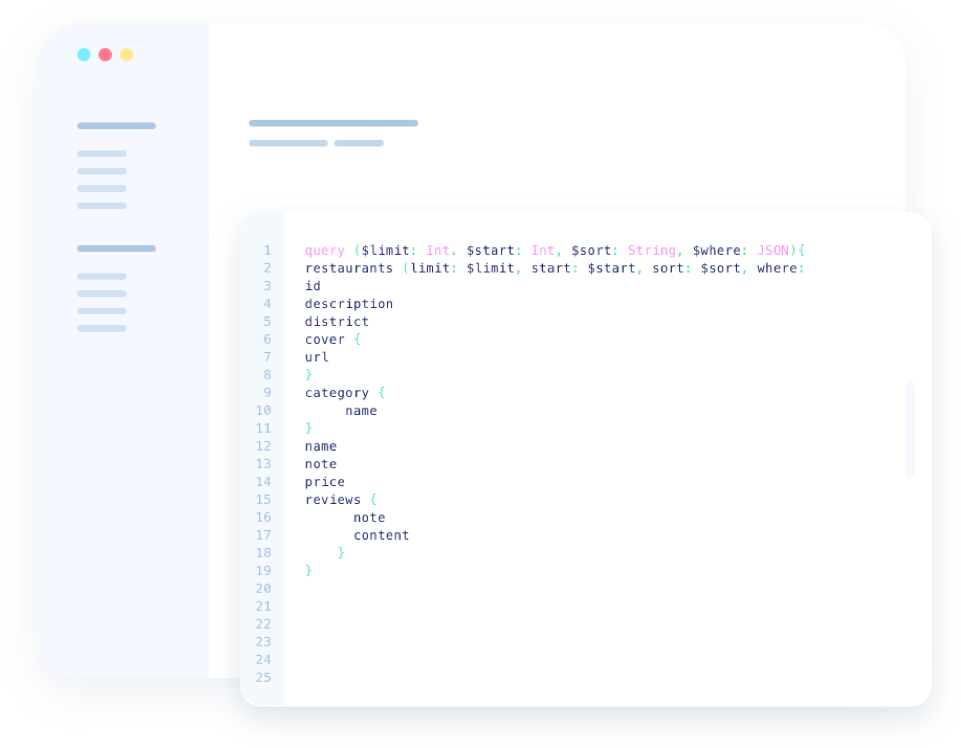 1 query ($limit: Int. $start: Int, $sort: String, $where: JSON){
2 restaurants (limit: $limit, start: $start, sort: $sort, where:
3 id
4 description
5 district
6 cover {
7 url
8 }
9 category {
10 name
11 }
12 name
13 note
14 price
15 reviews {
16 note
17 content
18 }
19 }
20
21
22
23
24
25